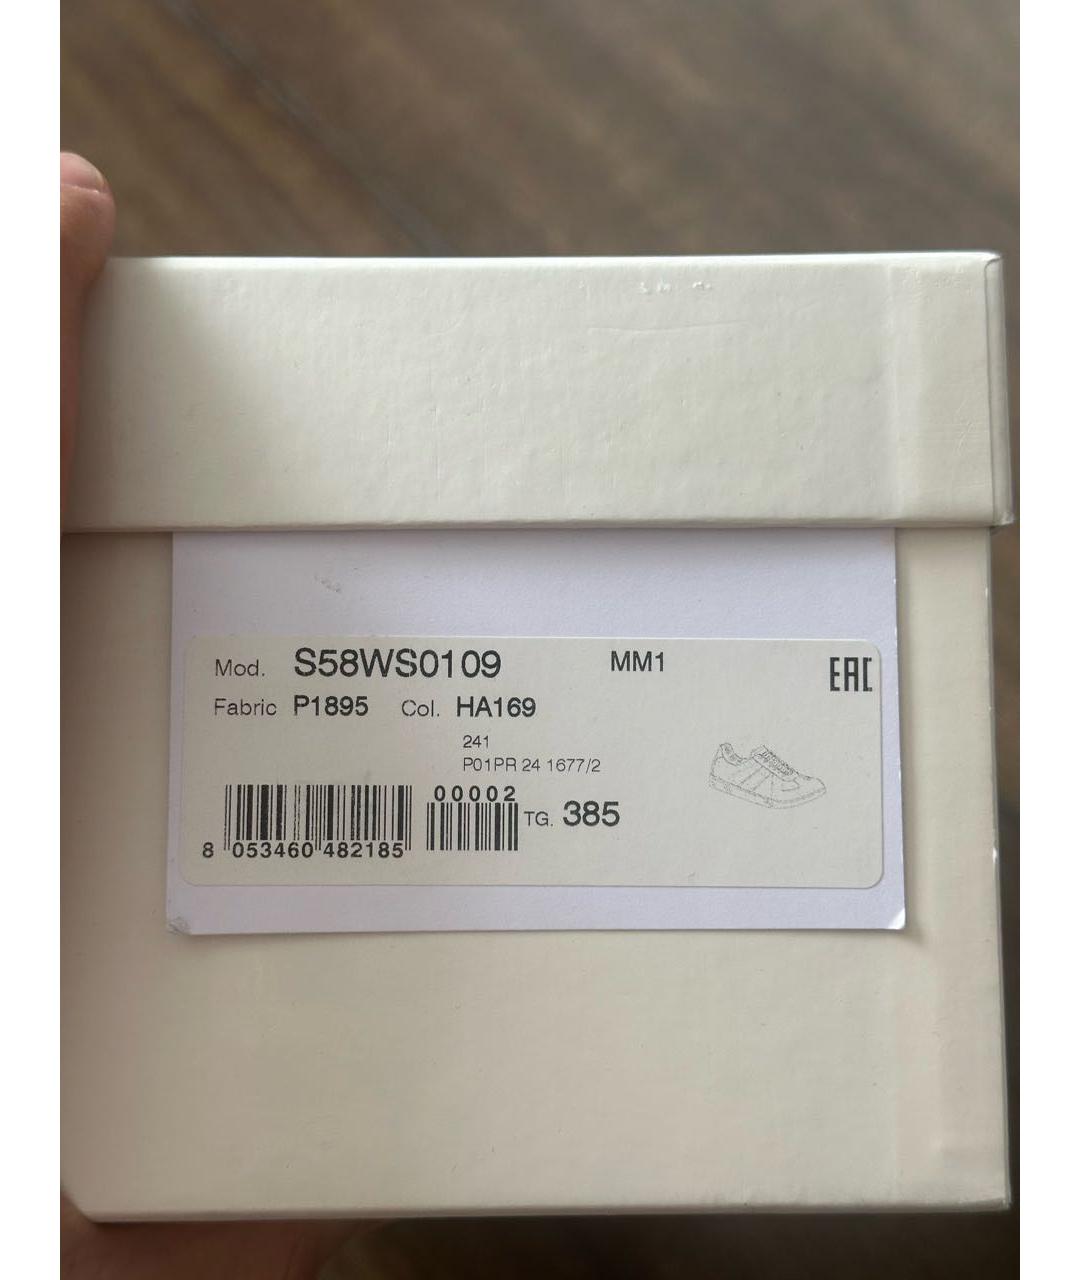 Mod. S58WS0109 MM1 EAC
Fabric P1895 Col. HA169
241
P01PR 24 1677/2
00002
TG. 385
8 053460 482185